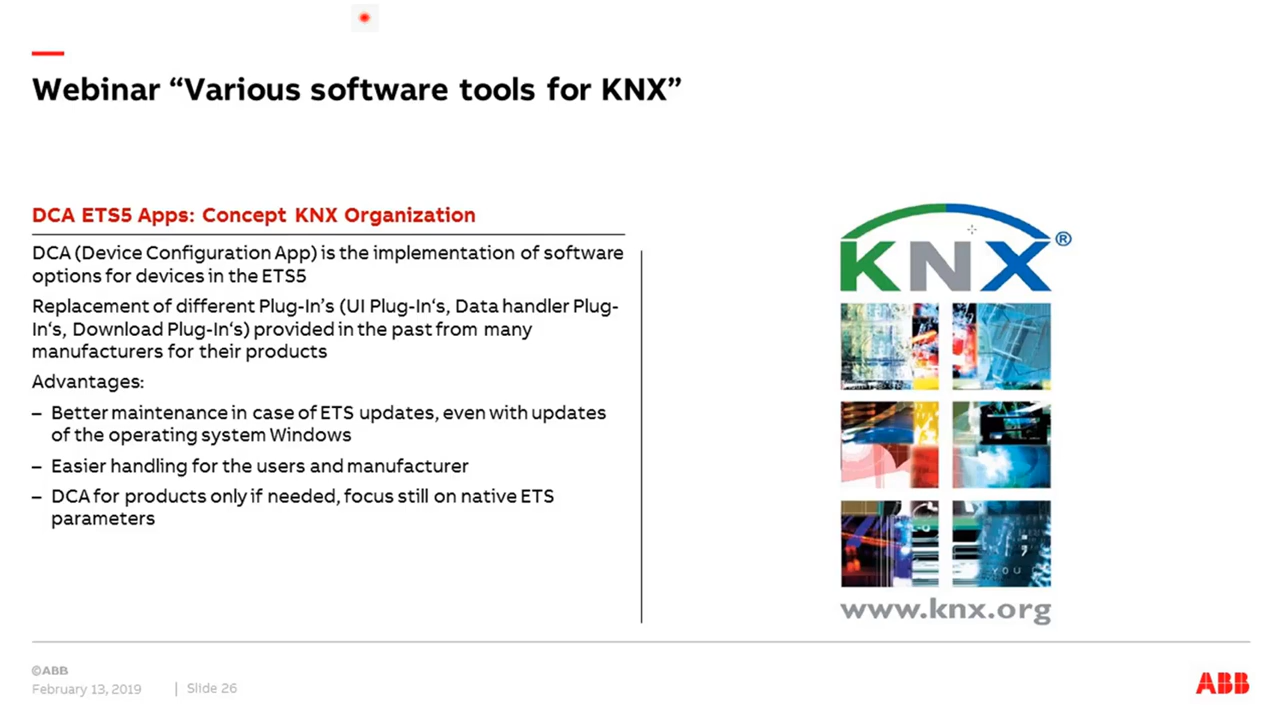 Webinar “Various software tools for KNX”
DCA ETS5 Apps: Concept KNX Organization
DCA (Device Configuration App) is the implementation of software
options for devices in the ETS5
Replacement of different Plug-In’s (UI Plug-In‘s, Data handler Plug-
In‘s, Download Plug-In‘s) provided in the past from many
manufacturers for their products
Advantages:
– Better maintenance in case of ETS updates, even with updates
of the operating system Windows
– Easier handling for the users and manufacturer
– DCA for products only if needed, focus still on native ETS
parameters
KNX®
YOU
www.knx.org
©ABB
February 13, 2019 | Slide 26
ABB